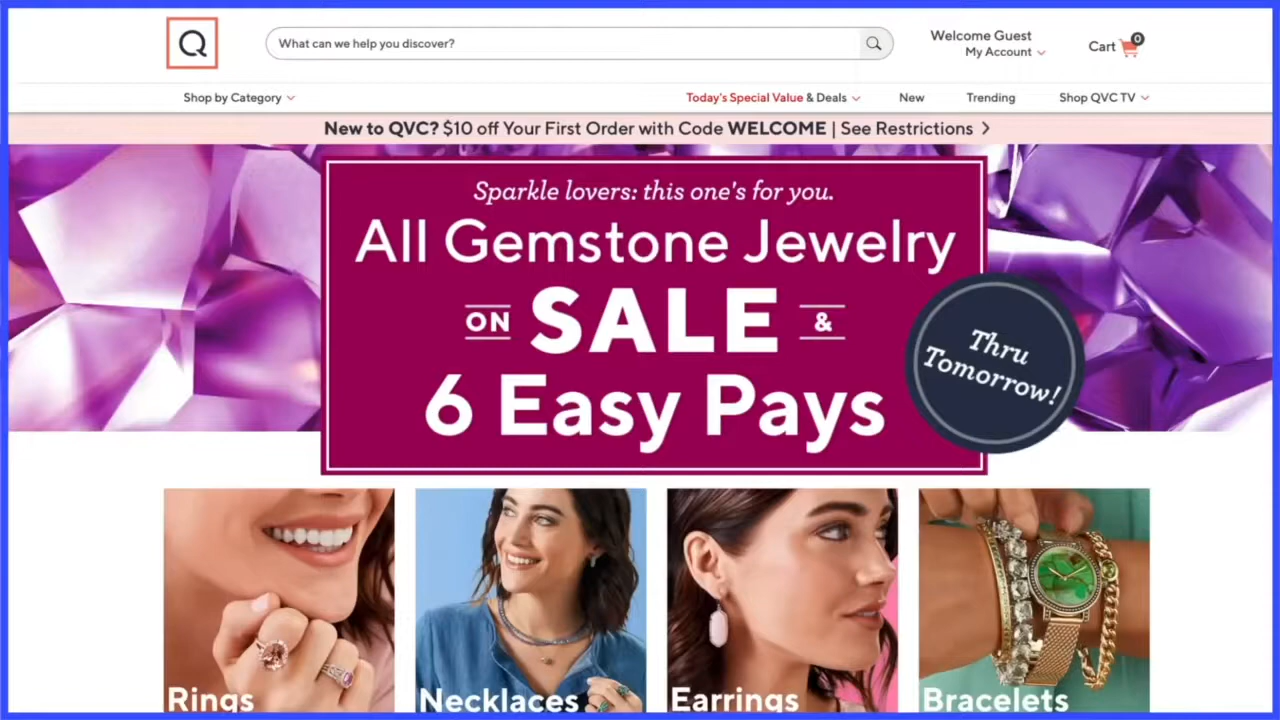 Q
What can we help you discover?
Welcome Guest
My Account
Cart
0
Shop by Category
Today's Special Value & Deals
New
Trending
Shop QVC TV
New to QVC? $10 off Your First Order with Code WELCOME | See Restrictions
Sparkle lovers: this one's for you.
All Gemstone Jewelry
ON SALE &
6 Easy Pays
Thru
Tomorrow!
Rings
Necklaces
Earrings
Bracelets